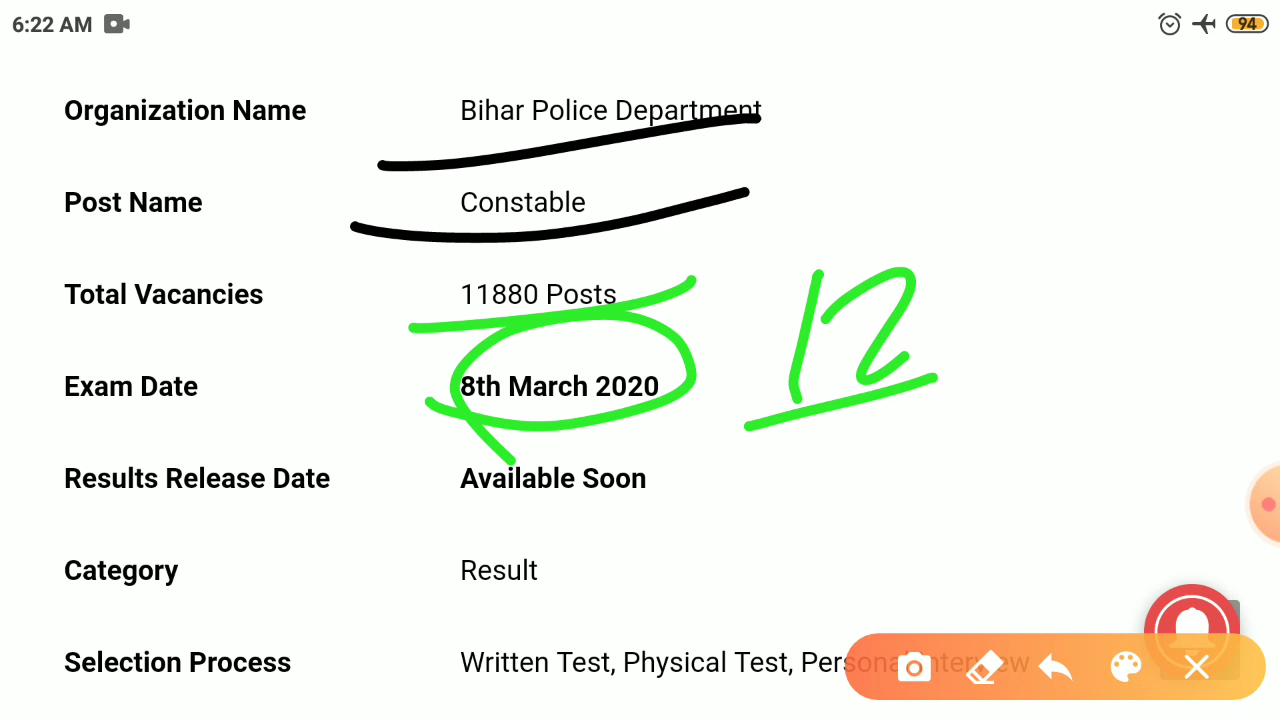 6:22 AM 94
Organization Name Bihar Police Department
Post Name Constable
Total Vacancies 11880 Posts
12
Exam Date 8th March 2020
Results Release Date Available Soon
Category Result
Selection Process Written Test, Physical Test, Personal Interview